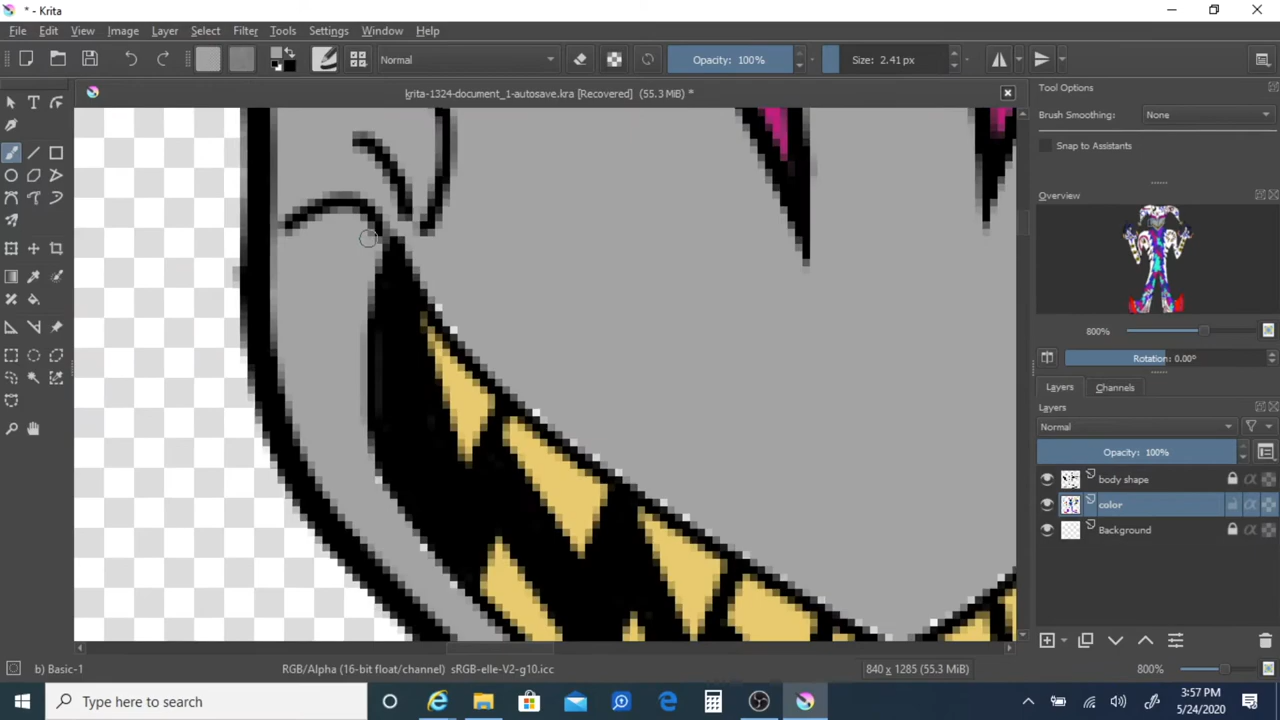 * - Krita
File Edit View Image Layer Select Filter Tools Settings Window Help
Normal
Opacity: 100%
Size: 2.41 px
krita-1324-document_1-autosave.kra [Recovered] (55.3 MiB) *
Tool Options
Brush Smoothing: None
Snap to Assistants
Overview
800%
Rotation: 0.00°
Layers Channels
Layers
Normal
Opacity: 100%
body shape
color
Background
b) Basic-1
RGB/Alpha (16-bit float/channel) sRGB-elle-V2-g10.icc
840 x 1285 (55.3 MiB)
800%
Type here to search
3:57 PM
5/24/2020